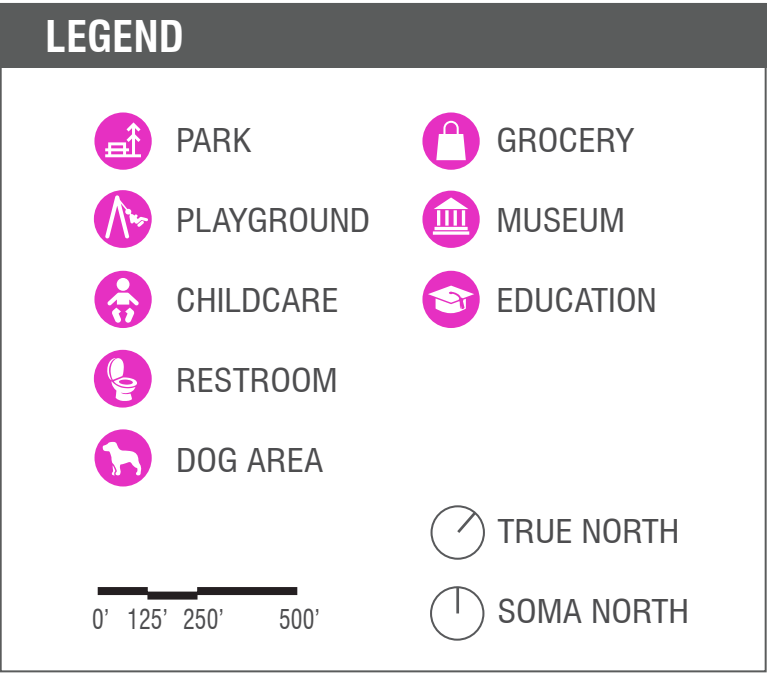 LEGEND
PARK
PLAYGROUND
CHILDCARE
RESTROOM
DOG AREA
GROCERY
MUSEUM
EDUCATION
0’ 125’ 250’ 500’
TRUE NORTH
SOMA NORTH